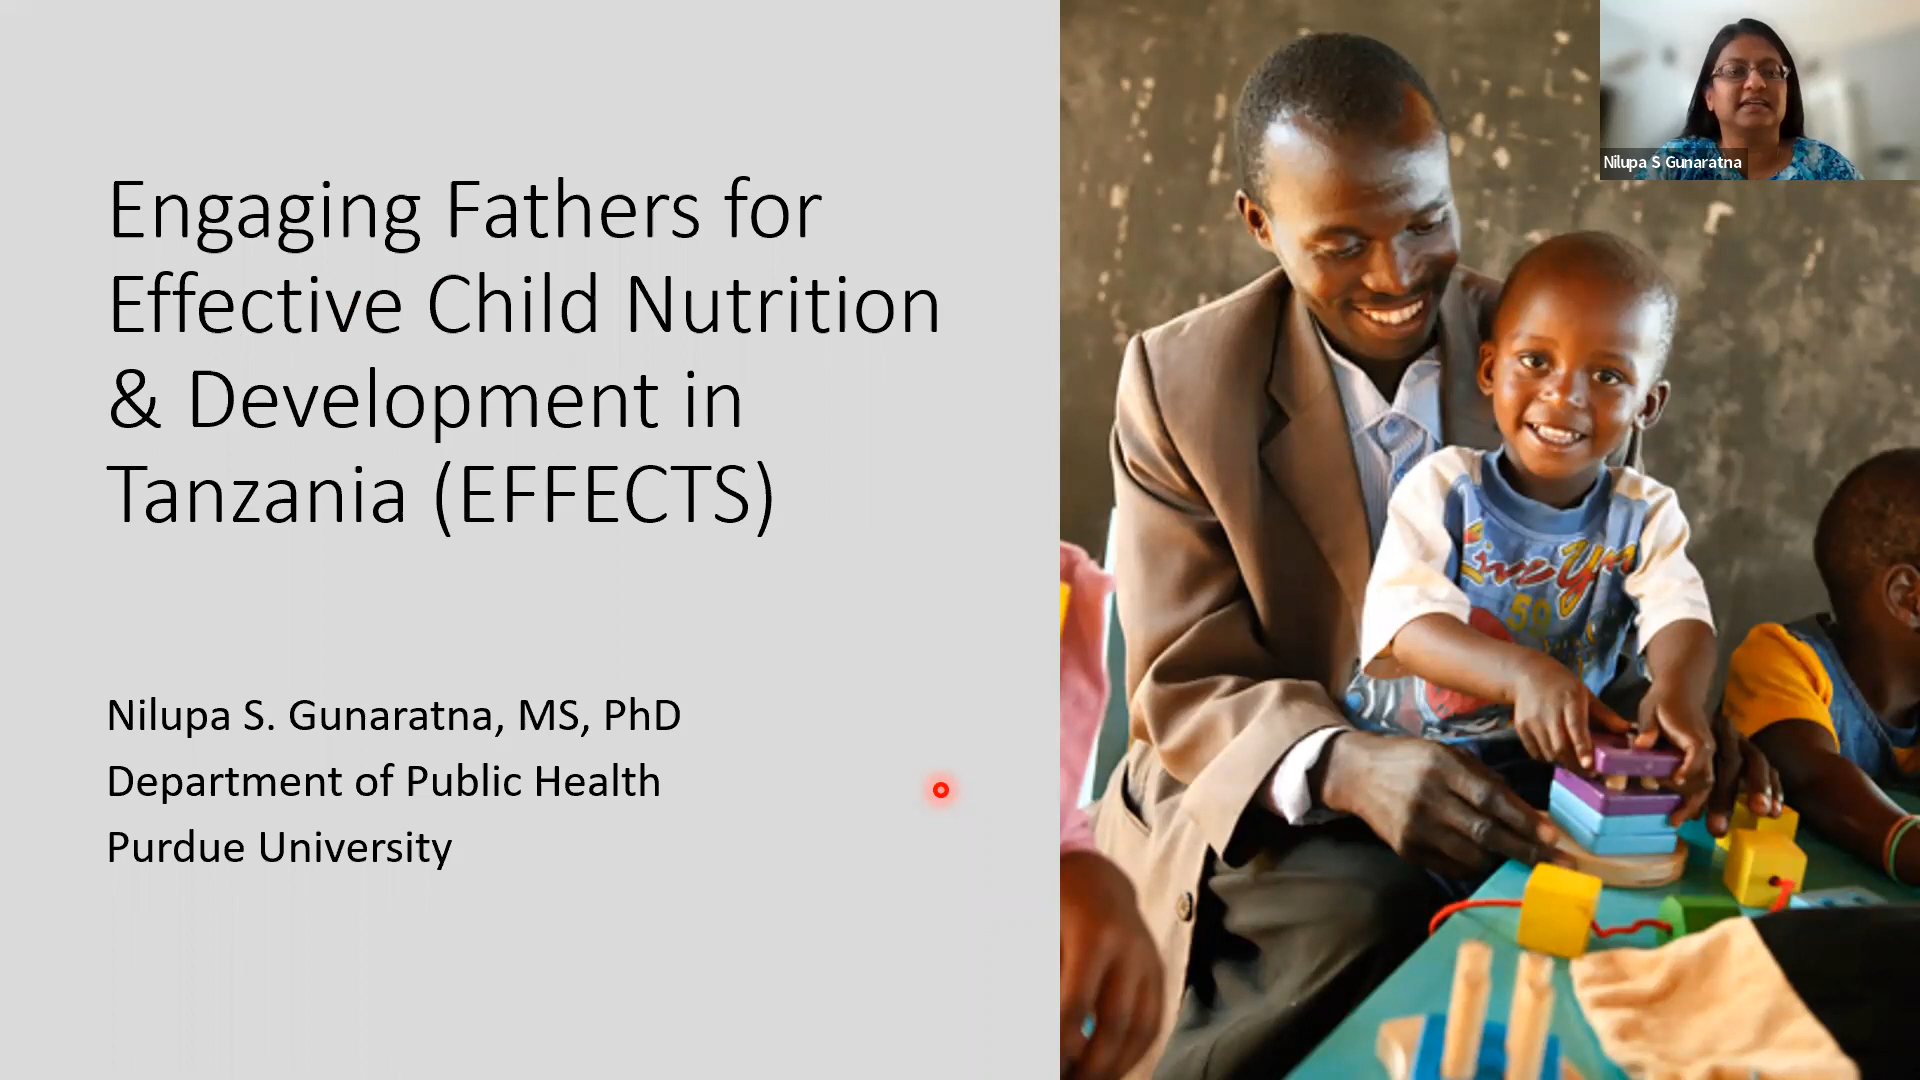 Engaging Fathers for
Effective Child Nutrition
& Development in
Tanzania (EFFECTS)
Nilupa S. Gunaratna, MS, PhD
Department of Public Health
Purdue University
Nilupa S Gunaratna